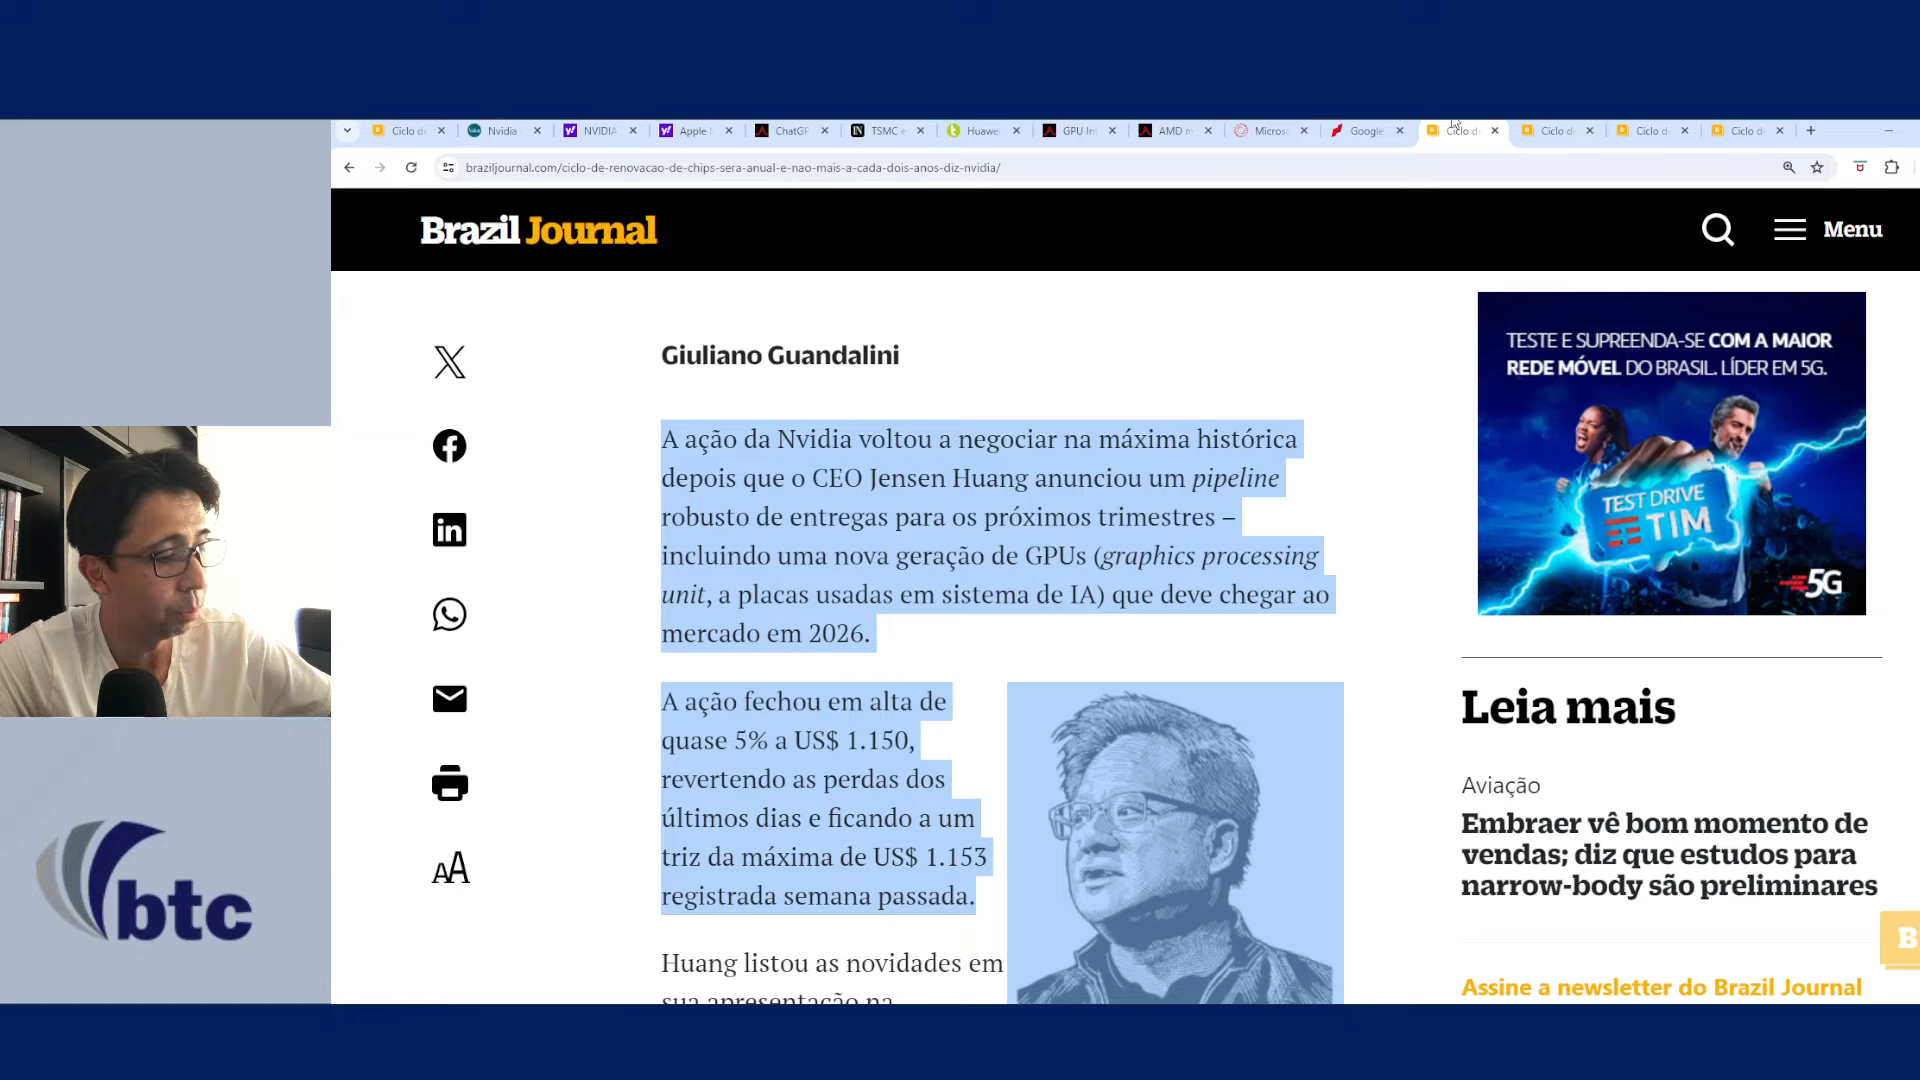 Ciclo d
Nvidia
NVIDIA
Apple
ChatGP
TSMC e
Huawe
GPU In
AMD m
Micros
Google
Ciclo d
Ciclo d
Ciclo d
Ciclo d
braziljournal.com/ciclo-de-renovacao-de-chips-sera-anual-e-nao-mais-a-cada-dois-anos-diz-nvidia/
Brazil Journal
Menu
Giuliano Guandalini
A ação da Nvidia voltou a negociar na máxima histórica
depois que o CEO Jensen Huang anunciou um pipeline
robusto de entregas para os próximos trimestres –
incluindo uma nova geração de GPUs (graphics processing
unit, a placas usadas em sistema de IA) que deve chegar ao
mercado em 2026.
A ação fechou em alta de
quase 5% a US$ 1.150,
revertendo as perdas dos
últimos dias e ficando a um
triz da máxima de US$ 1.153
registrada semana passada.
Huang listou as novidades em
sua apresentação na
TESTE E SUPREENDA-SE COM A MAIOR
REDE MÓVEL DO BRASIL. LÍDER EM 5G.
TEST DRIVE
TIM
5G
Leia mais
Aviação
Embraer vê bom momento de
vendas; diz que estudos para
narrow-body são preliminares
B
Assine a newsletter do Brazil Journal
btc